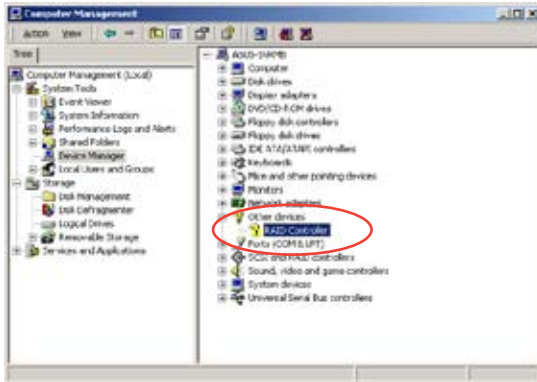 Computer Management
Action View
Tree
Computer Management (Local)
System Tools
Event Viewer
System Information
Performance Logs and Alerts
Shared Folders
Device Manager
Local Users and Groups
Storage
Disk Management
Disk Defragmenter
Logical Drives
Removable Storage
Services and Applications
Computer
Disk drives
Display adapters
DVD/CD-ROM drives
Floppy disk controllers
Floppy disk drives
IDE ATA/ATAPI controllers
Keyboards
Mice and other pointing devices
Monitors
Network adapters
Other devices
RAID Controller
Ports (COM & LPT)
SCSI and RAID controllers
Sound, video and game controllers
System devices
Universal Serial Bus controllers